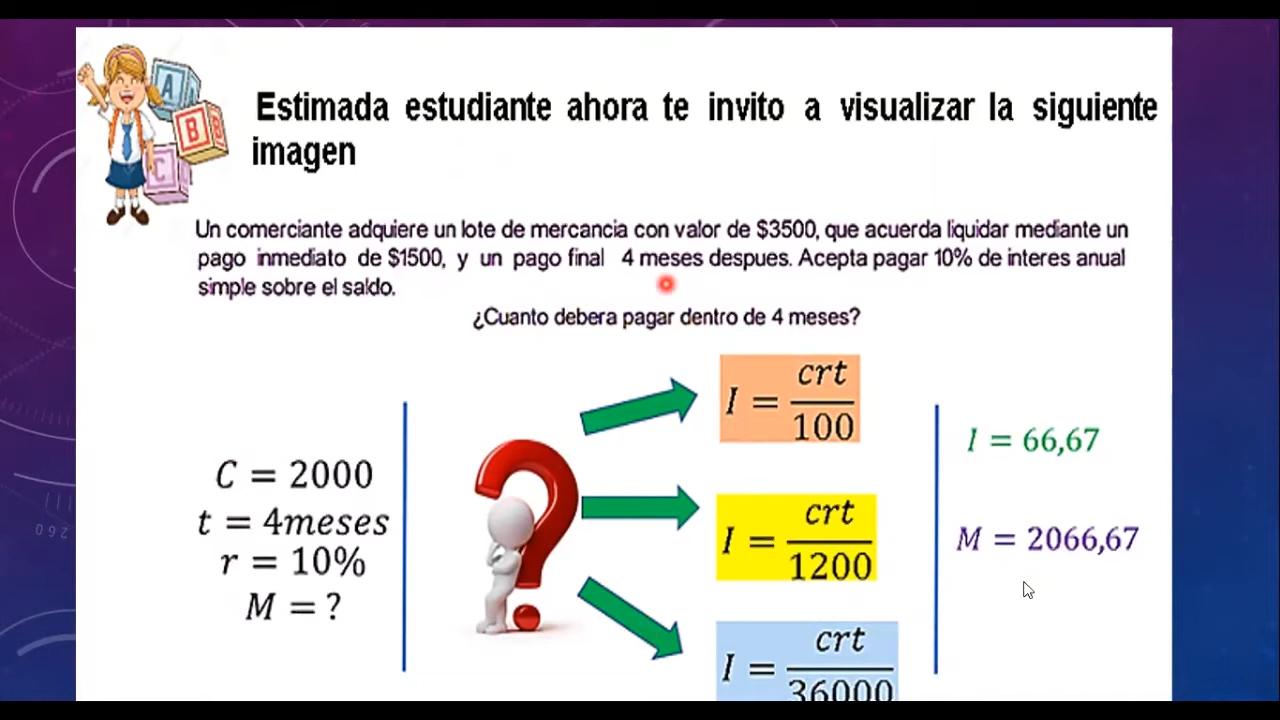 Estimada estudiante ahora te invito a visualizar la siguiente
imagen
Un comerciante adquiere un lote de mercancia con valor de $3500, que acuerda liquidar mediante un
pago inmediato de $1500, y un pago final 4 meses despues. Acepta pagar 10% de interes anual
simple sobre el saldo.
¿Cuanto debera pagar dentro de 4 meses?
C = 2000
t = 4meses
r = 10%
M = ?
I = crt/100
I = crt/1200
I = crt/36000
I = 66,67
M = 2066,67
A
B
B
C
260